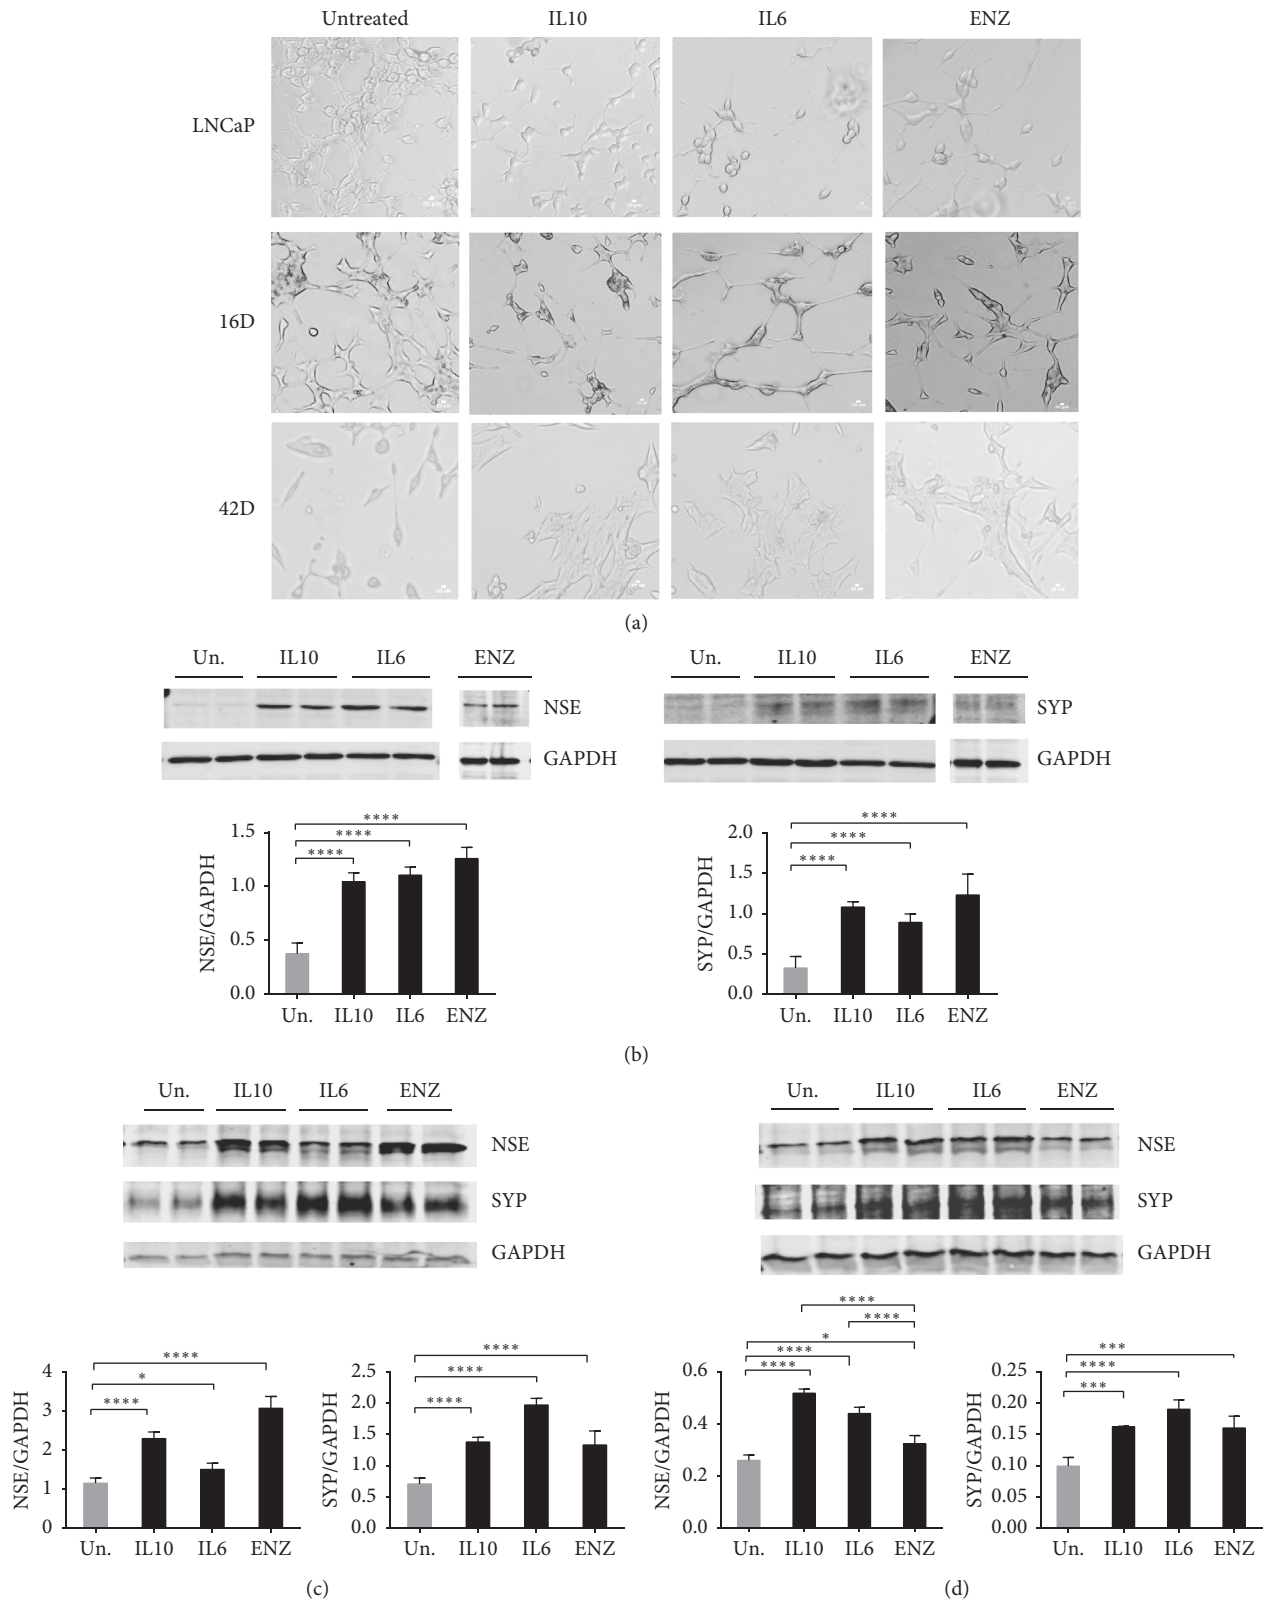 Untreated IL10 IL6 ENZ
LNCaP
20 μm
16D
42D
(a)
Un. IL10 IL6 ENZ
NSE
GAPDH
Un. IL10 IL6 ENZ
SYP
GAPDH
**** 
****
****
1.5
1.0
0.5
0.0
NSE/GAPDH
Un. IL10 IL6 ENZ
****
****
****
2.0
1.5
1.0
0.5
0.0
SYP/GAPDH
Un. IL10 IL6 ENZ
(b)
Un. IL10 IL6 ENZ
NSE
SYP
GAPDH
****
*
****
4
3
2
1
0
NSE/GAPDH
Un. IL10 IL6 ENZ
****
****
****
2.5
2.0
1.5
1.0
0.5
0.0
SYP/GAPDH
Un. IL10 IL6 ENZ
(c)
Un. IL10 IL6 ENZ
NSE
SYP
GAPDH
****
****
*
****
****
0.6
0.4
0.2
0.0
NSE/GAPDH
Un. IL10 IL6 ENZ
***
****
***
0.25
0.20
0.15
0.10
0.05
0.00
SYP/GAPDH
Un. IL10 IL6 ENZ
(d)